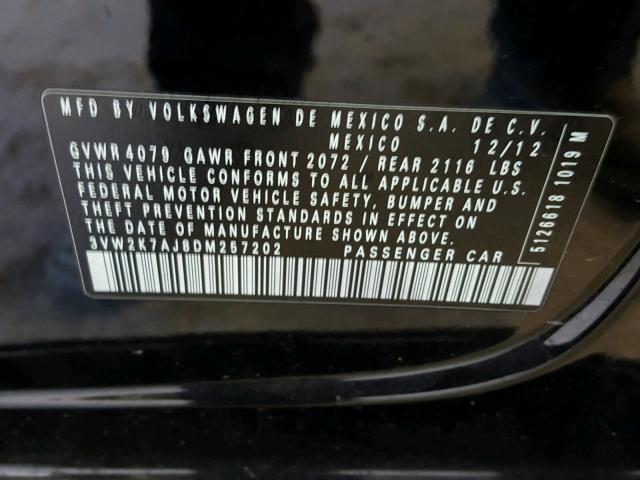 MFD BY VOLKSWAGEN DE MEXICO S.A. DE C.V.
MEXICO 12/12
GVWR 4079 GAWR FRONT 2072 / REAR 2116 LBS
THIS VEHICLE CONFORMS TO ALL APPLICABLE U.S.
FEDERAL MOTOR VEHICLE SAFETY, BUMPER AND
THEFT PREVENTION STANDARDS IN EFFECT ON
THE DATE OF MANUFACTURE SHOWN ABOVE.
3VW2K7AJ8DM257202 PASSENGER CAR
5126618 1019 M